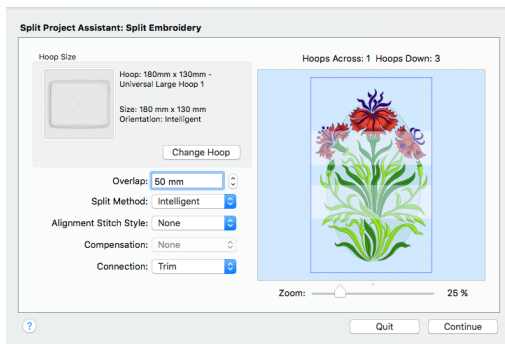 Split Project Assistant: Split Embroidery
Hoop Size
Hoop: 180mm x 130mm -
Universal Large Hoop 1
Size: 180 mm x 130 mm
Orientation: Intelligent
Change Hoop
Overlap: 50 mm
Split Method: Intelligent
Alignment Stitch Style: None
Compensation: None
Connection: Trim
Hoops Across: 1 Hoops Down: 3
Zoom: 25 %
?
Quit
Continue